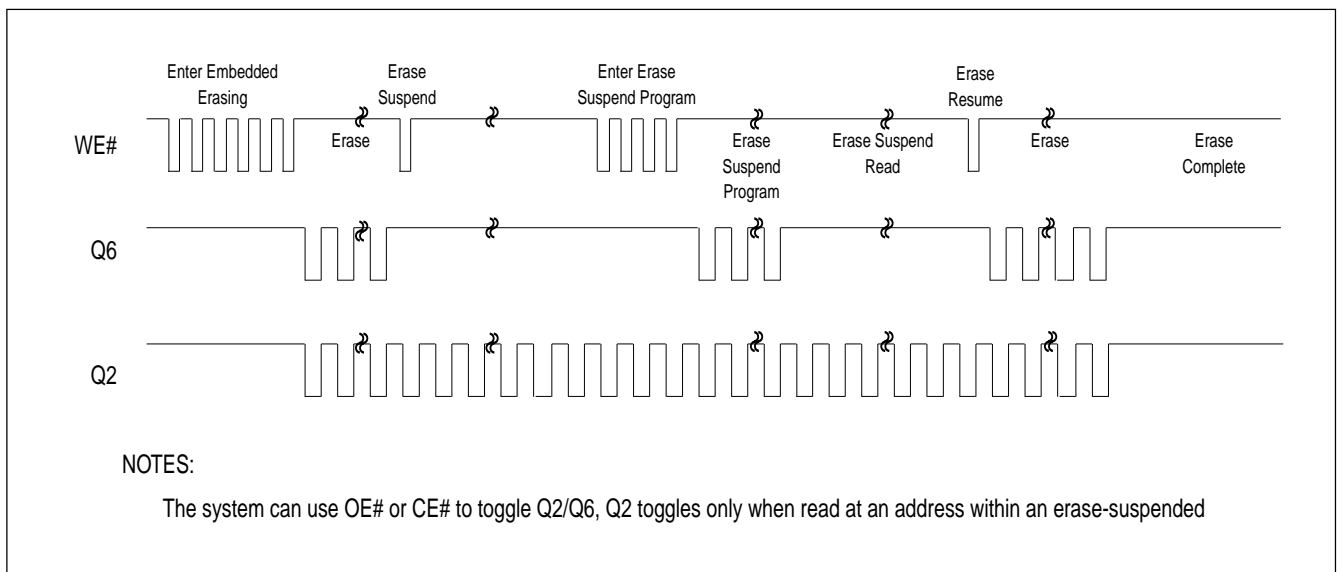 Enter Embedded
Erasing
Erase
Suspend
Enter Erase
Suspend Program
Erase
Resume
WE#
Erase
Erase
Suspend
Program
Erase Suspend
Read
Erase
Erase
Complete
Q6
Q2
NOTES:
The system can use OE# or CE# to toggle Q2/Q6, Q2 toggles only when read at an address within an erase-suspended